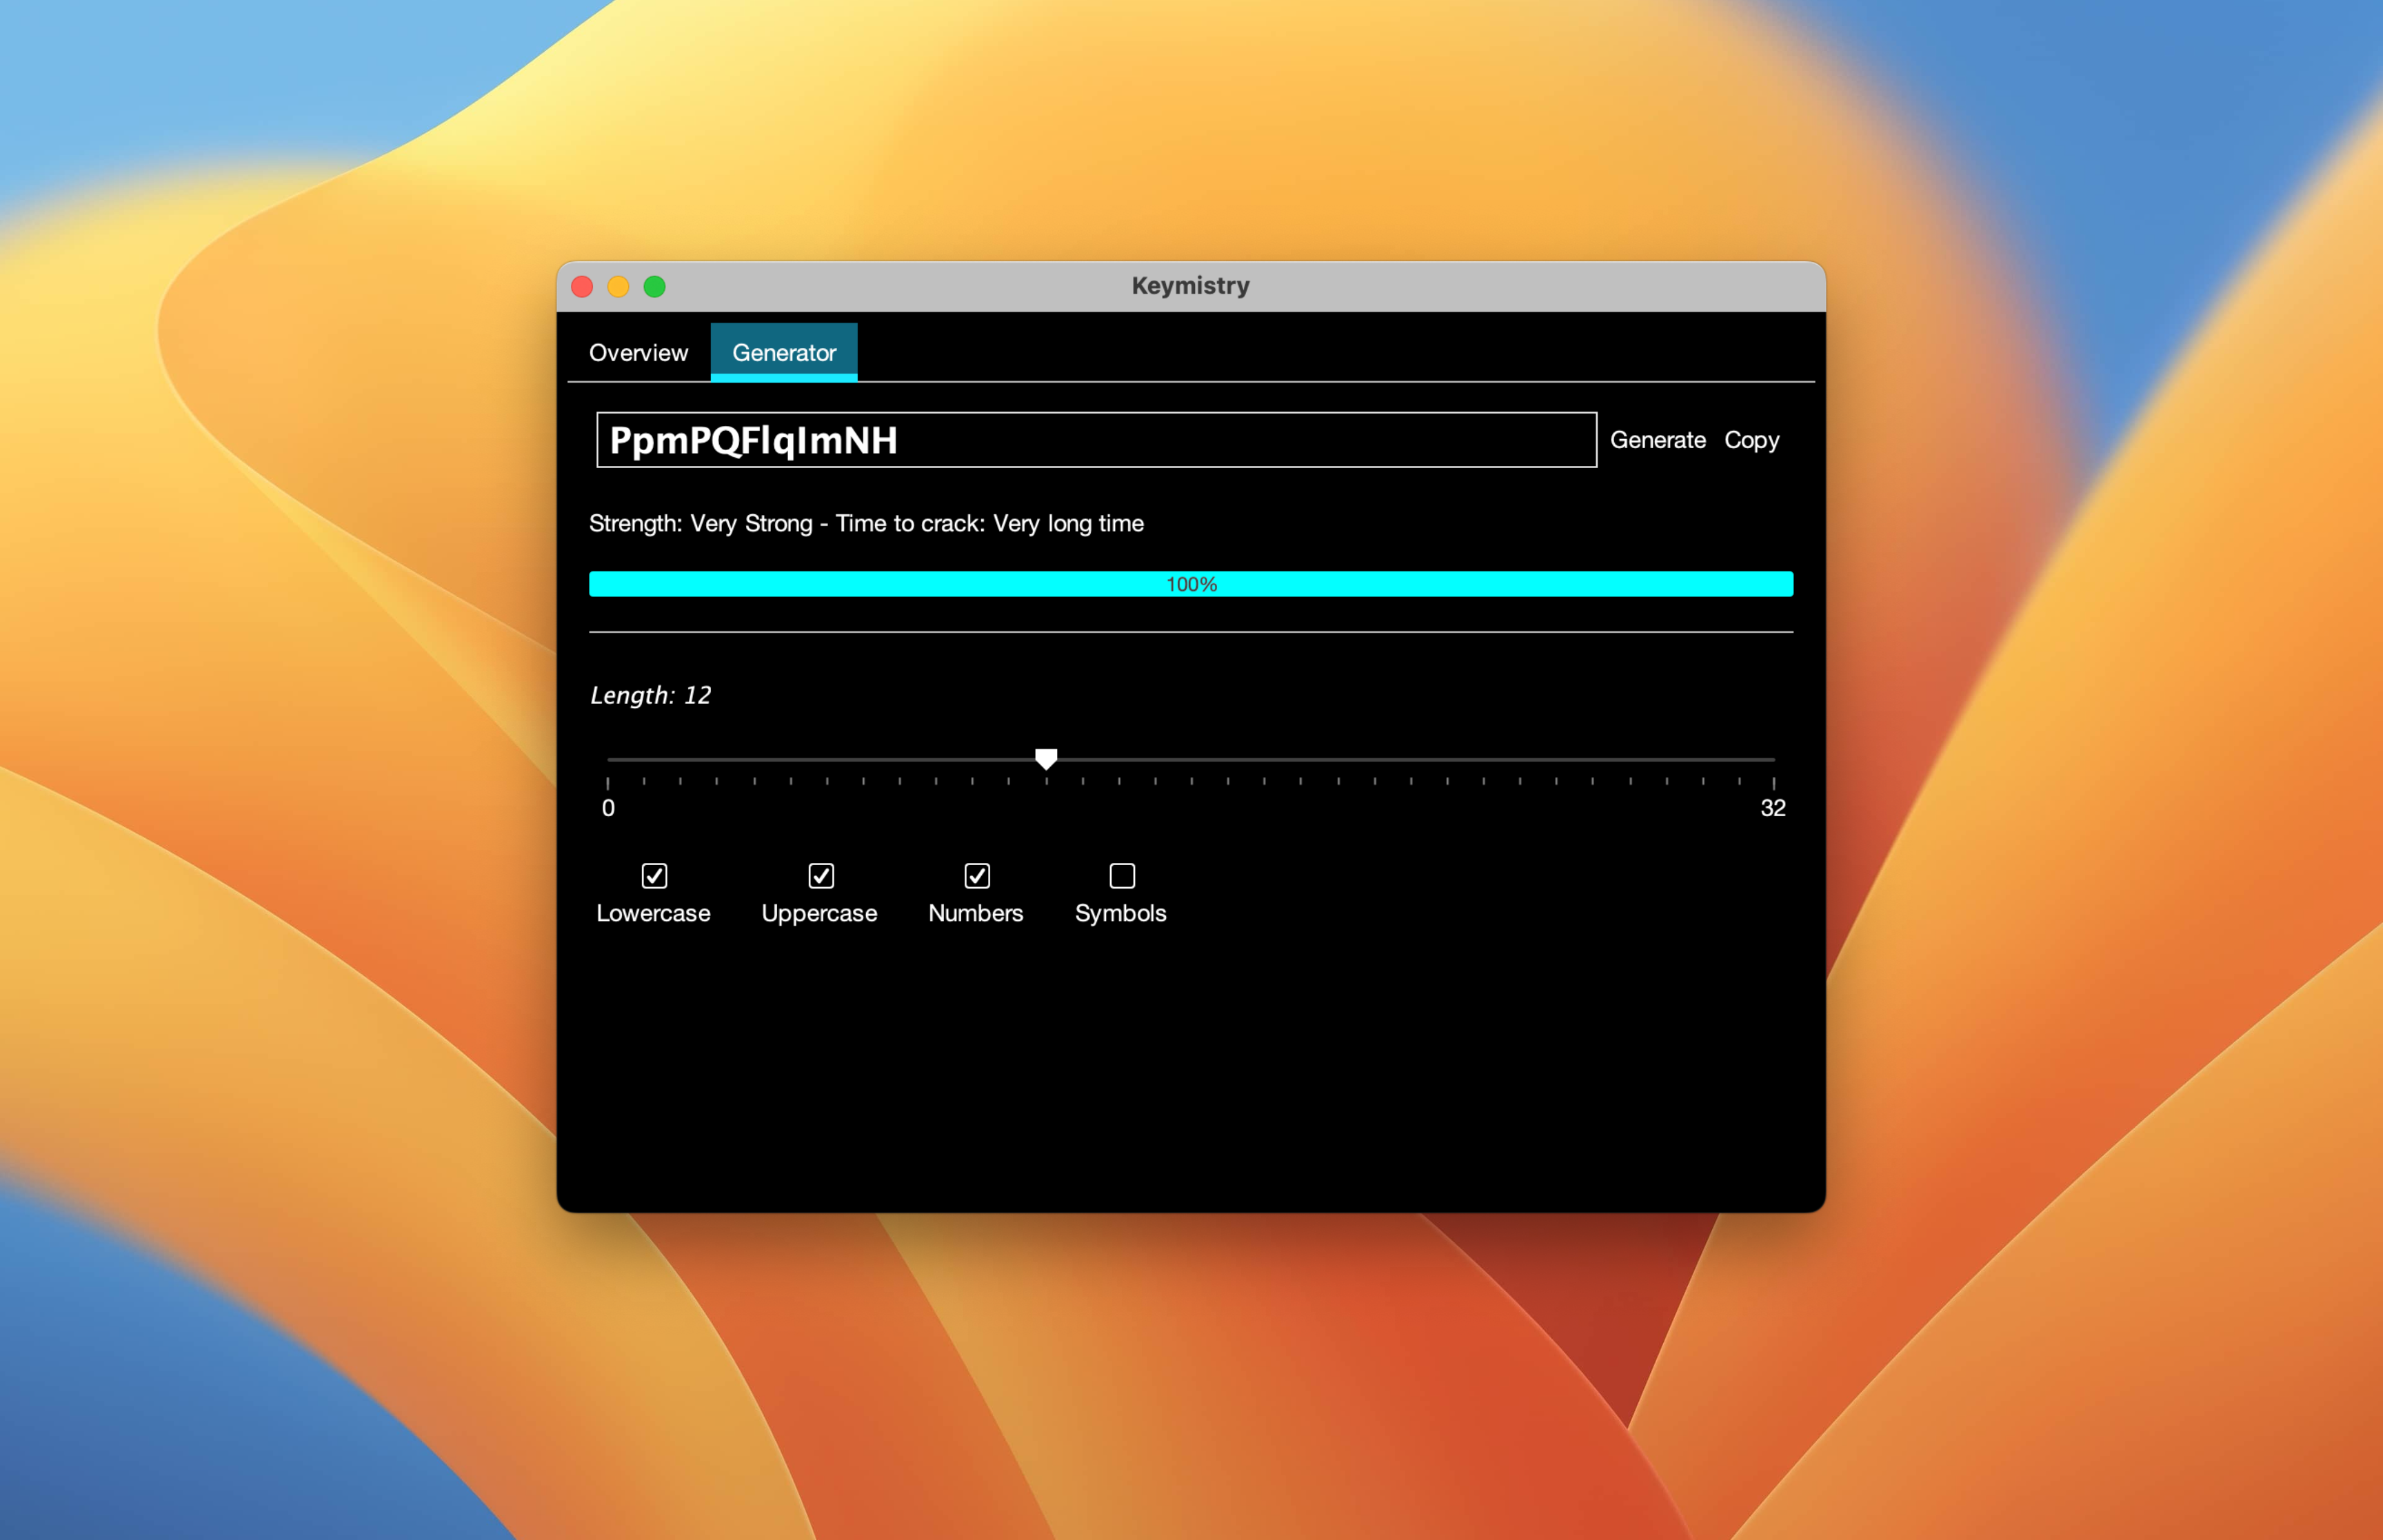 Keymistry
Overview Generator
PpmPQFlqImNH Generate Copy
Strength: Very Strong - Time to crack: Very long time
100%
Length: 12
0 32
Lowercase Uppercase Numbers Symbols